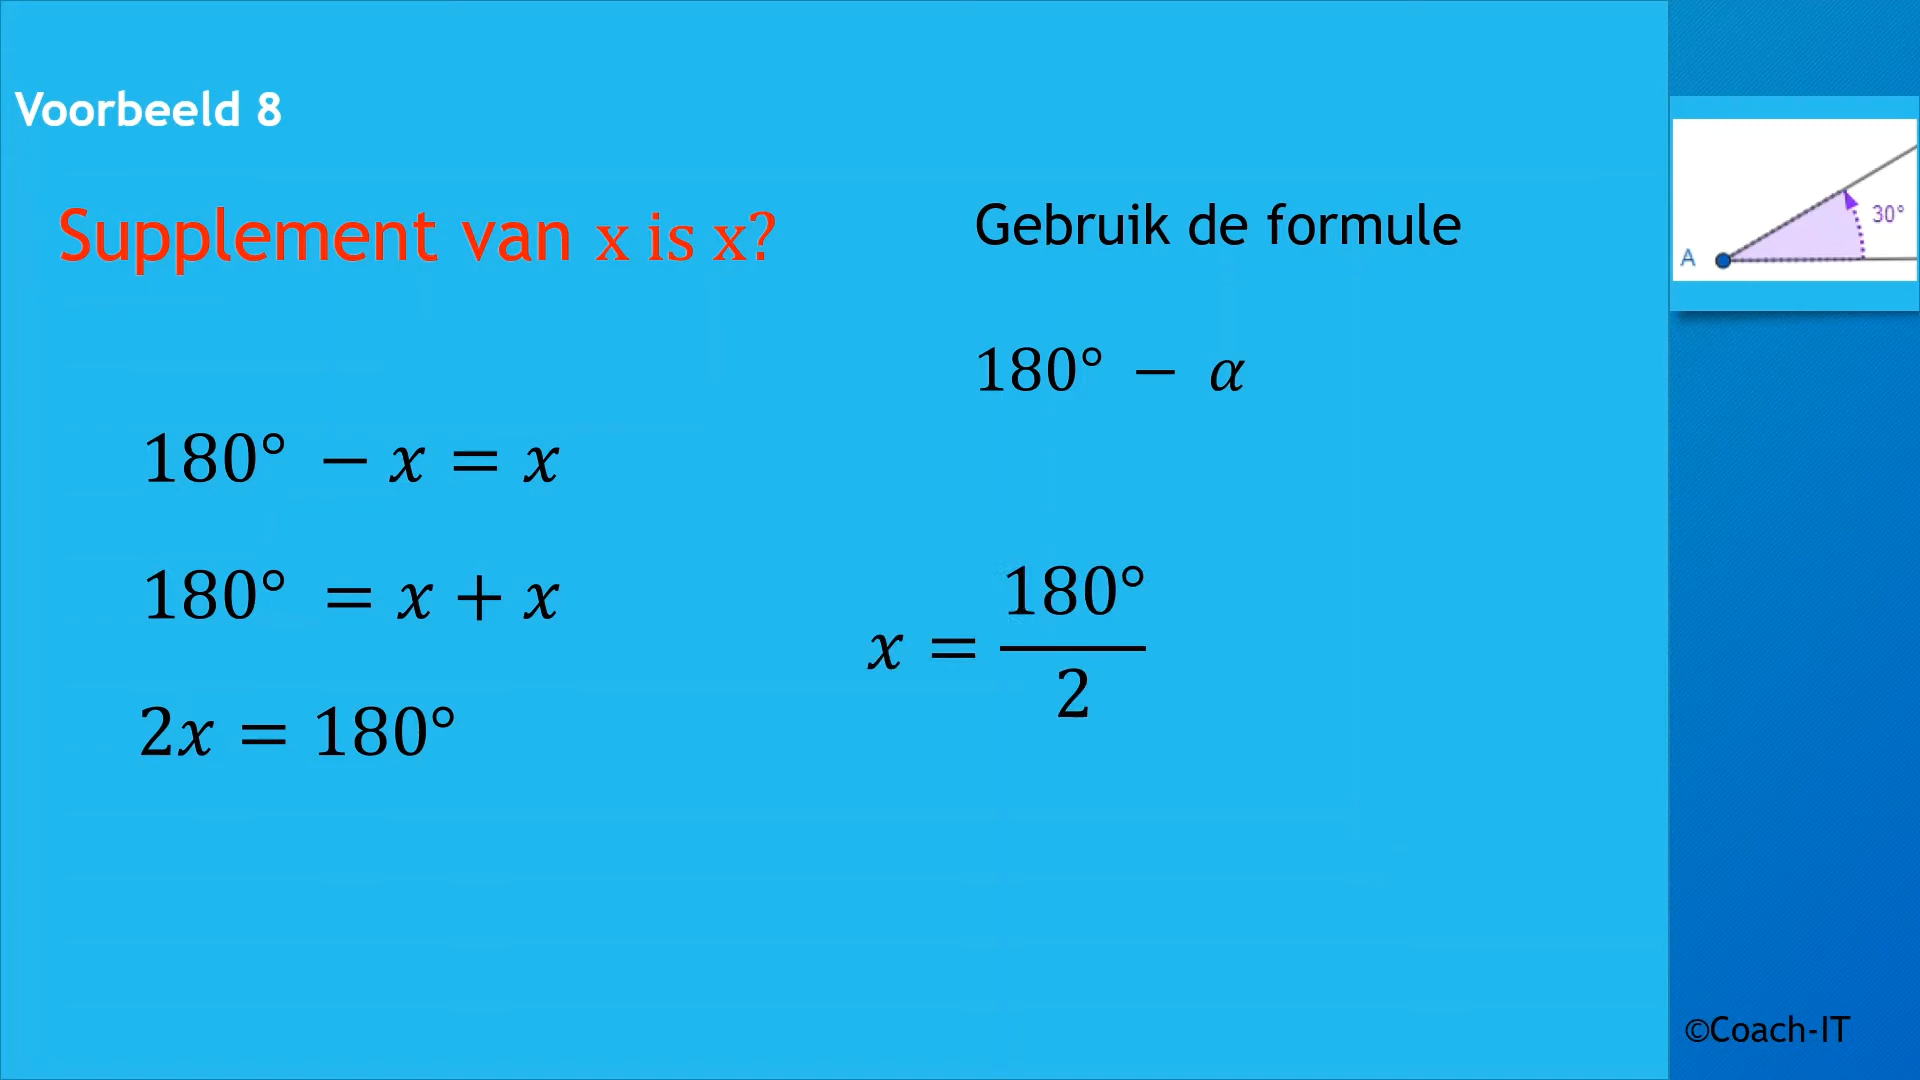 Voorbeeld 8
Supplement van x is x?
Gebruik de formule
180° − α
180° − x = x
180° = x + x
2x = 180°
x = 180° / 2
A
30°
©Coach-IT